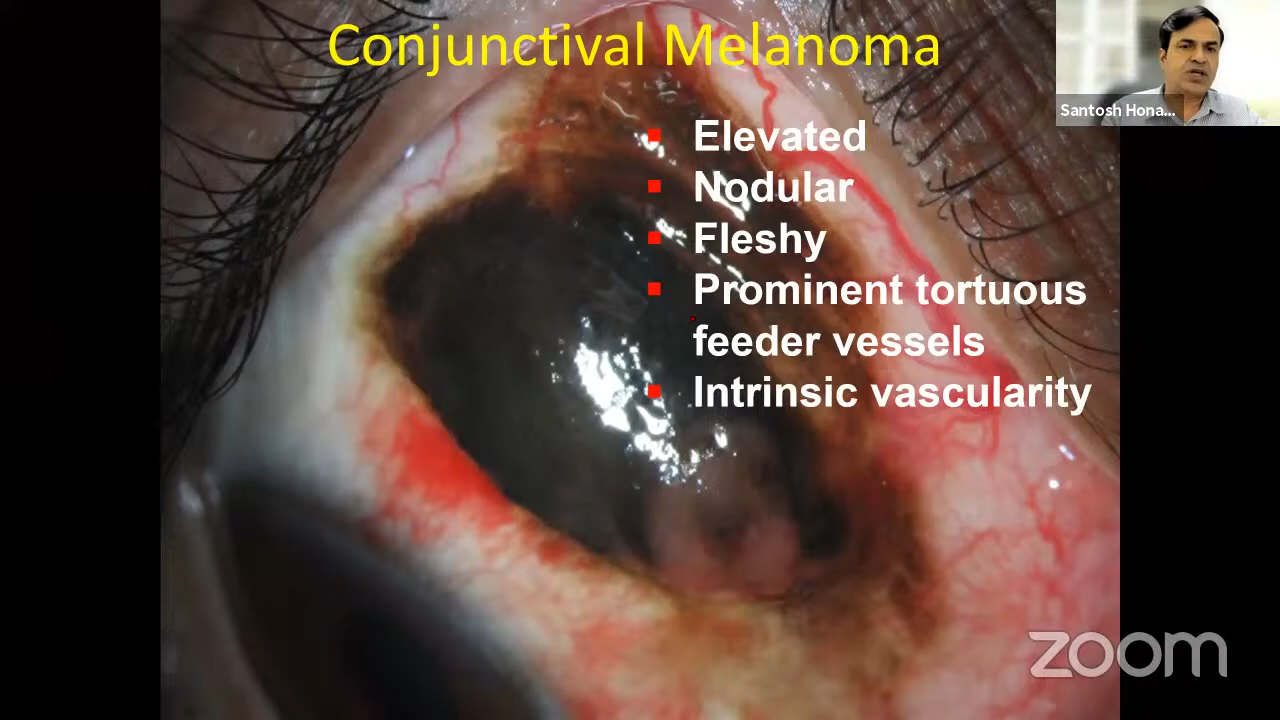 Conjunctival Melanoma
Santosh Hona...
Elevated
Nodular
Fleshy
Prominent tortuous
feeder vessels
Intrinsic vascularity
zoom